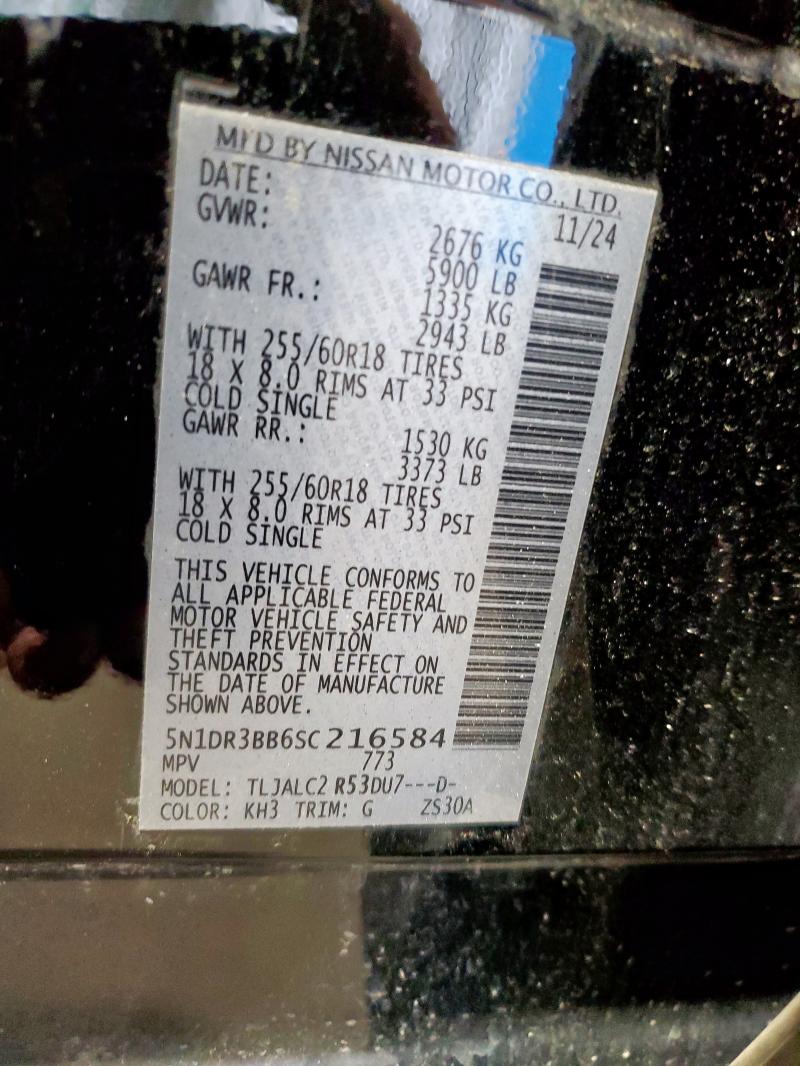 MFD BY NISSAN MOTOR CO., LTD.
DATE: 11/24
GVWR: 2676 KG
5900 LB
GAWR FR.: 1335 KG
2943 LB
WITH 255/60R18 TIRES
18 X 8.0 RIMS AT 33 PSI
COLD SINGLE
GAWR RR.: 1530 KG
3373 LB
WITH 255/60R18 TIRES
18 X 8.0 RIMS AT 33 PSI
COLD SINGLE
THIS VEHICLE CONFORMS TO
ALL APPLICABLE FEDERAL
MOTOR VEHICLE SAFETY AND
THEFT PREVENTION
STANDARDS IN EFFECT ON
THE DATE OF MANUFACTURE
SHOWN ABOVE.
5N1DR3BB6SC216584
MPV 773
MODEL: TLJALC2 R53DU7---D-
COLOR: KH3 TRIM: G ZS30A